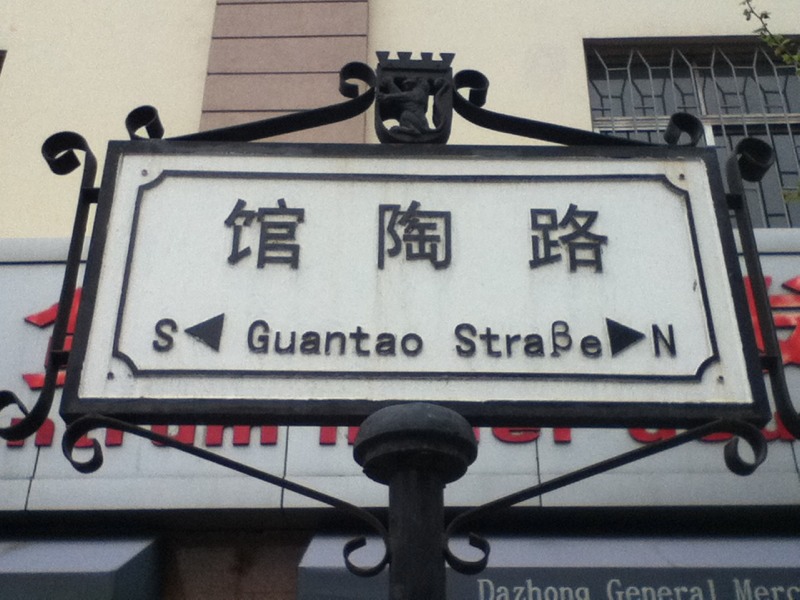 馆陶路
S◀ Guantao Straβe▶N
Dazhong General Merc